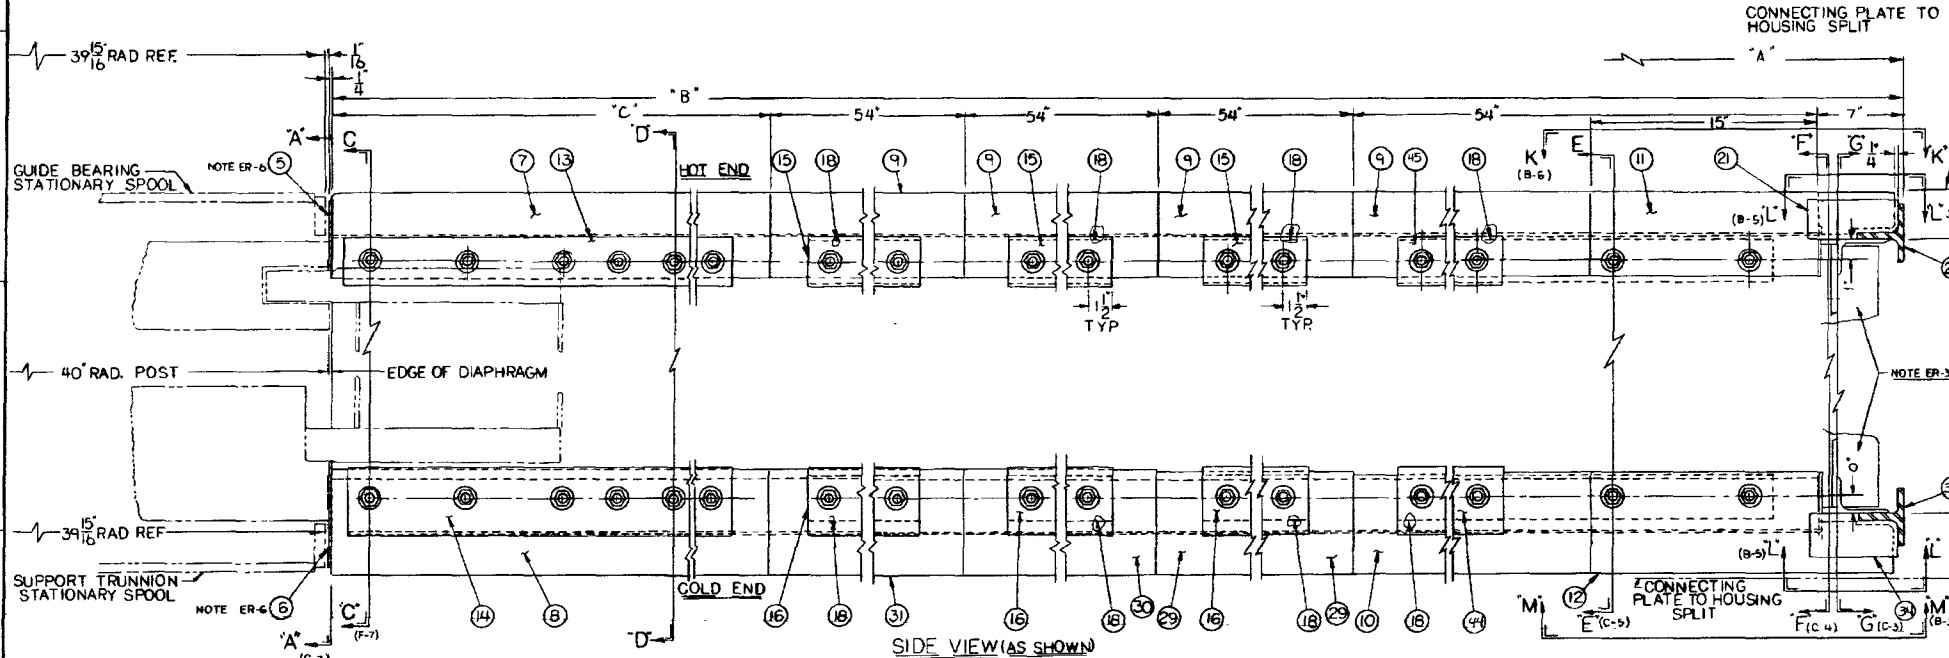 CONNECTING PLATE TO
HOUSING SPLIT
39 15/16 RAD REF.
1"/16
1"/4
"A"
"B"
"C"
54"
54"
54"
54"
7"
15"
"A"
C
"D"
K
(B-6)
E
"F"
"G"
1"/4
K"
GUIDE BEARING
STATIONARY SPOOL
NOTE ER-6
5
7
13
HOT END
15
18
9
9
15
18
9
15
18
9
45
18
11
21
(B-5)
"L"
"L"
1 1/2"
TYP
1 1/2"
TYP.
40" RAD. POST
EDGE OF DIAPHRAGM
NOTE ER-3
39 15/16 RAD REF
SUPPORT TRUNNION
STATIONARY SPOOL
NOTE ER-6
6
"C"
(F-7)
"A"
14
8
COLD END
"D"
16
18
31
16
18
30
29
16
18
29
10
18
44
12
CONNECTING
PLATE TO HOUSING
SPLIT
(B-5)
"L"
"L"
34
"M"
"E"
(C-5)
"F"
(C-4)
"G"
(C-3)
"M"
SIDE VIEW (AS SHOWN)